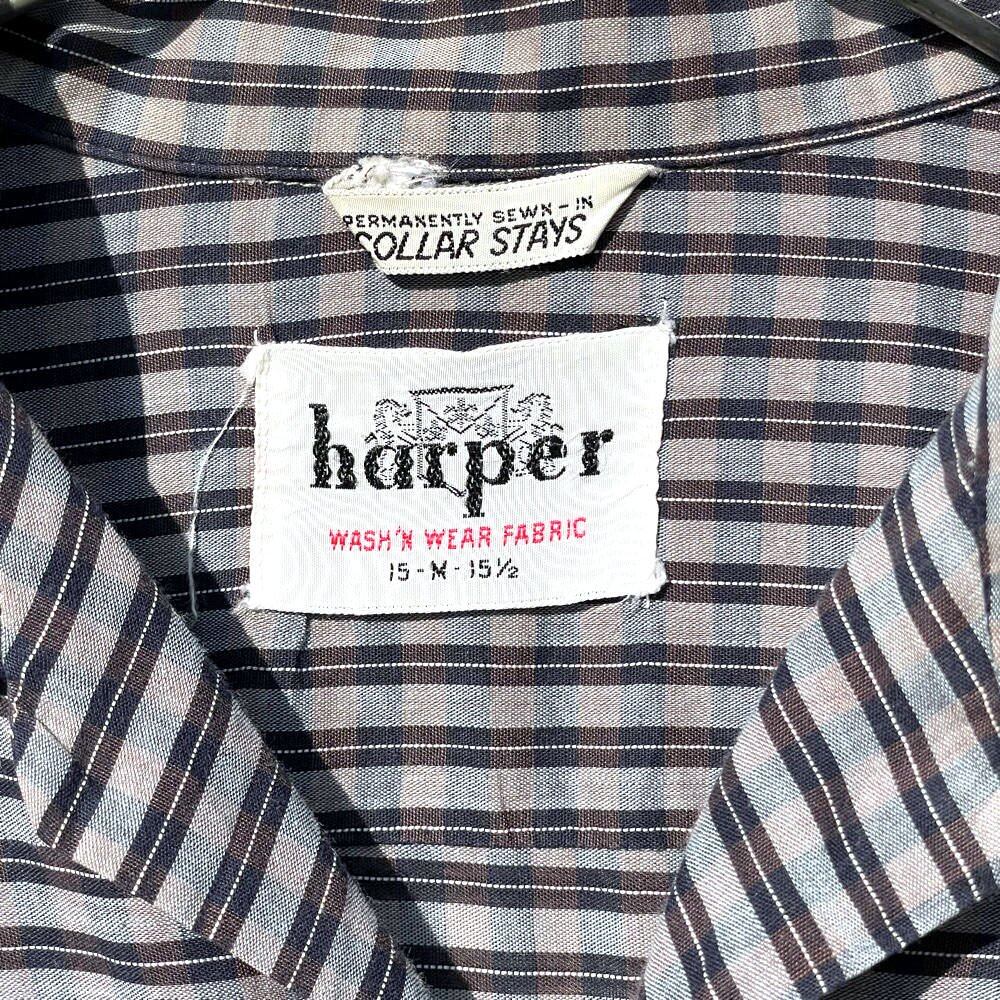 PERMANENTLY SEWN-IN
COLLAR STAYS
harper
WASH'N WEAR FABRIC
15-M-15½